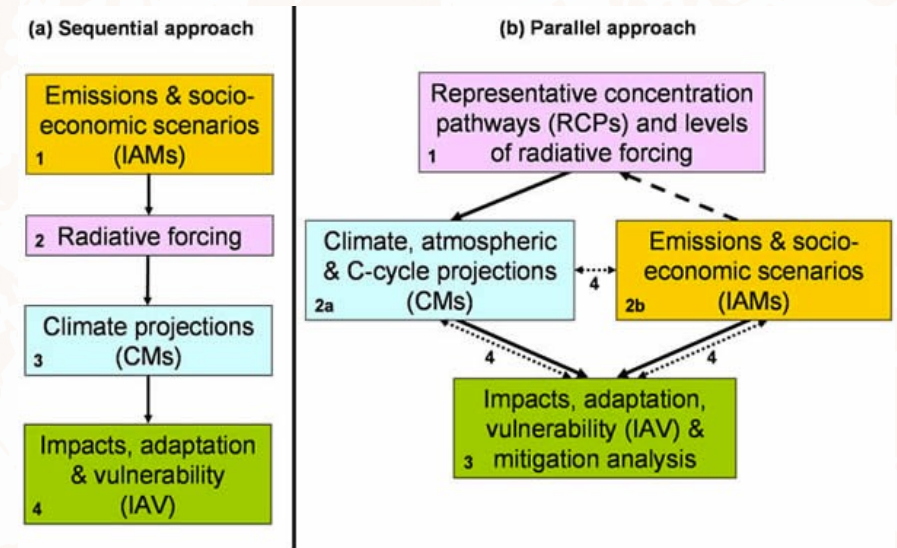 (a) Sequential approach
Emissions & socio-
economic scenarios
1 (IAMs)
2 Radiative forcing
Climate projections
3 (CMs)
Impacts, adaptation
& vulnerability
4 (IAV)
(b) Parallel approach
Representative concentration
pathways (RCPs) and levels
1 of radiative forcing
Climate, atmospheric
& C-cycle projections
2a (CMs)
4
Emissions & socio-
economic scenarios
2b (IAMs)
4
4
Impacts, adaptation,
vulnerability (IAV) &
3 mitigation analysis